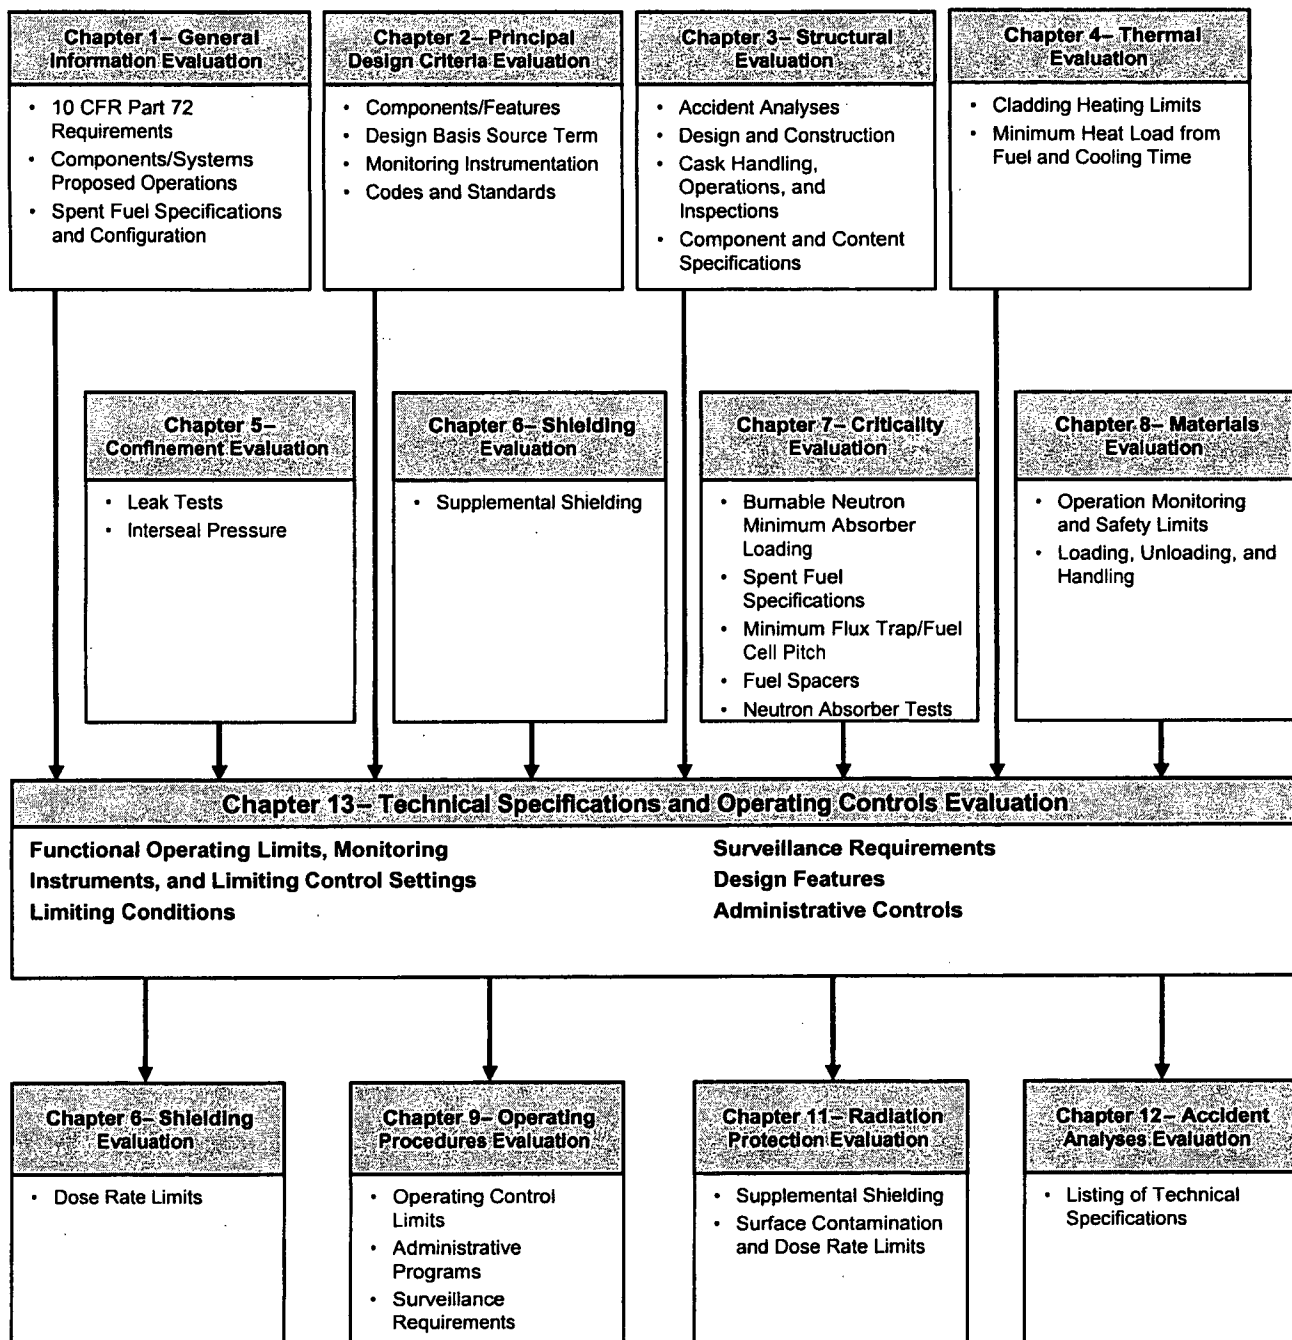 Chapter 1– General
Information Evaluation
• 10 CFR Part 72
Requirements
• Components/Systems
Proposed Operations
• Spent Fuel Specifications
and Configuration
Chapter 2– Principal
Design Criteria Evaluation
• Components/Features
• Design Basis Source Term
• Monitoring Instrumentation
• Codes and Standards
Chapter 3– Structural
Evaluation
• Accident Analyses
• Design and Construction
• Cask Handling,
Operations, and
Inspections
• Component and Content
Specifications
Chapter 4– Thermal
Evaluation
• Cladding Heating Limits
• Minimum Heat Load from
Fuel and Cooling Time
Chapter 5–
Confinement Evaluation
• Leak Tests
• Interseal Pressure
Chapter 6– Shielding
Evaluation
• Supplemental Shielding
Chapter 7– Criticality
Evaluation
• Burnable Neutron
Minimum Absorber
Loading
• Spent Fuel
Specifications
• Minimum Flux Trap/Fuel
Cell Pitch
• Fuel Spacers
• Neutron Absorber Tests
Chapter 8– Materials
Evaluation
• Operation Monitoring
and Safety Limits
• Loading, Unloading, and
Handling
Chapter 13– Technical Specifications and Operating Controls Evaluation
Functional Operating Limits, Monitoring
Instruments, and Limiting Control Settings
Limiting Conditions
Surveillance Requirements
Design Features
Administrative Controls
Chapter 6– Shielding
Evaluation
• Dose Rate Limits
Chapter 9– Operating
Procedures Evaluation
• Operating Control
Limits
• Administrative
Programs
• Surveillance
Requirements
Chapter 11– Radiation
Protection Evaluation
• Supplemental Shielding
• Surface Contamination
and Dose Rate Limits
Chapter 12– Accident
Analyses Evaluation
• Listing of Technical
Specifications